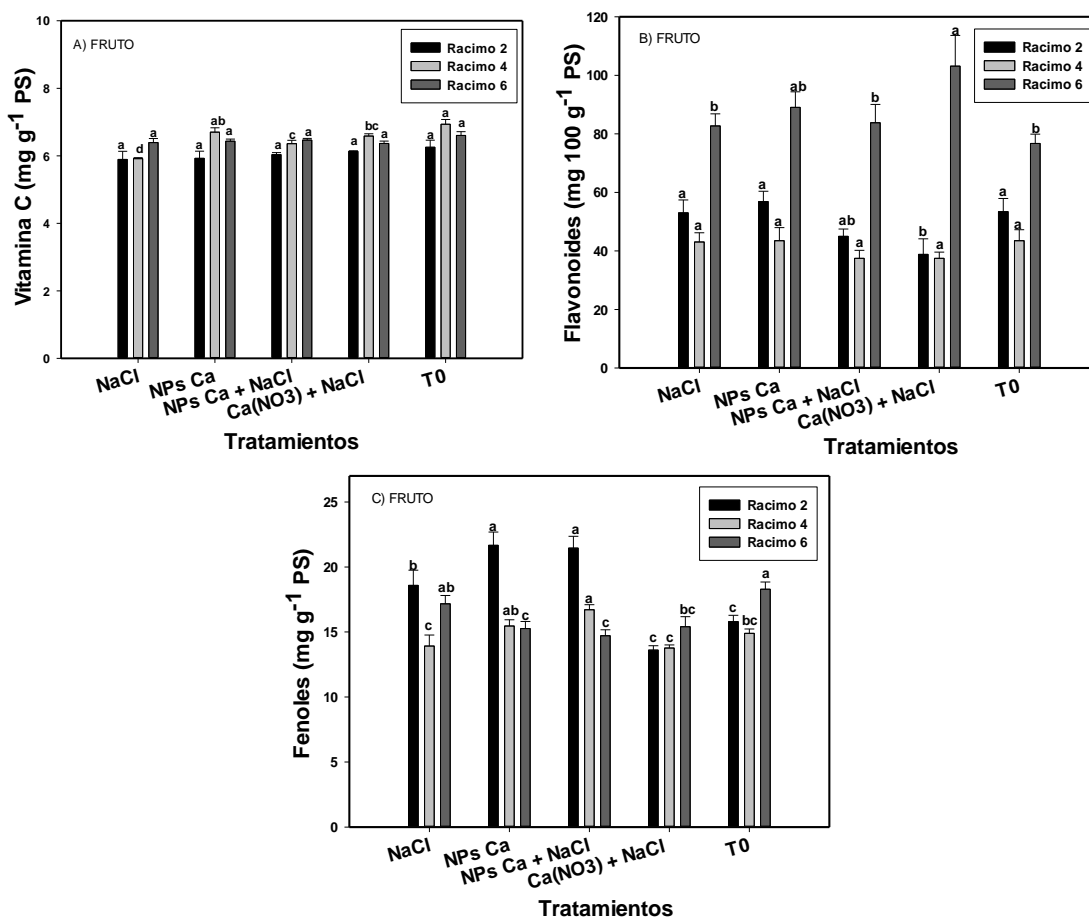 A) FRUTO
Racimo 2
Racimo 4
Racimo 6
Vitamina C (mg g-1 PS)
10
8
6
4
2
0
a d a
a ab a
a c a
a bc a
a a a
NaCl
NPs Ca
NPs Ca + NaCl
Ca(NO3) + NaCl
T0
Tratamientos
B) FRUTO
Racimo 2
Racimo 4
Racimo 6
Flavonoides (mg 100 g-1 PS)
120
100
80
60
40
20
0
a a b
a a ab
ab a b
b a a
a a b
NaCl
NPs Ca
NPs Ca + NaCl
Ca(NO3) + NaCl
T0
Tratamientos
C) FRUTO
Racimo 2
Racimo 4
Racimo 6
Fenoles (mg g-1 PS)
25
20
15
10
5
0
b c ab
a ab c
a a c
c c bc
c bc a
NaCl
NPs Ca
NPs Ca + NaCl
Ca(NO3) + NaCl
T0
Tratamientos